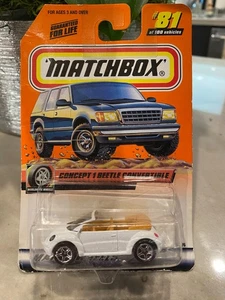 FOR AGES 3 AND OVER
GUARANTEED
FOR LIFE
#81
of 100 vehicles
MATCHBOX
CONCEPT 1 BEETLE CONVERTIBLE